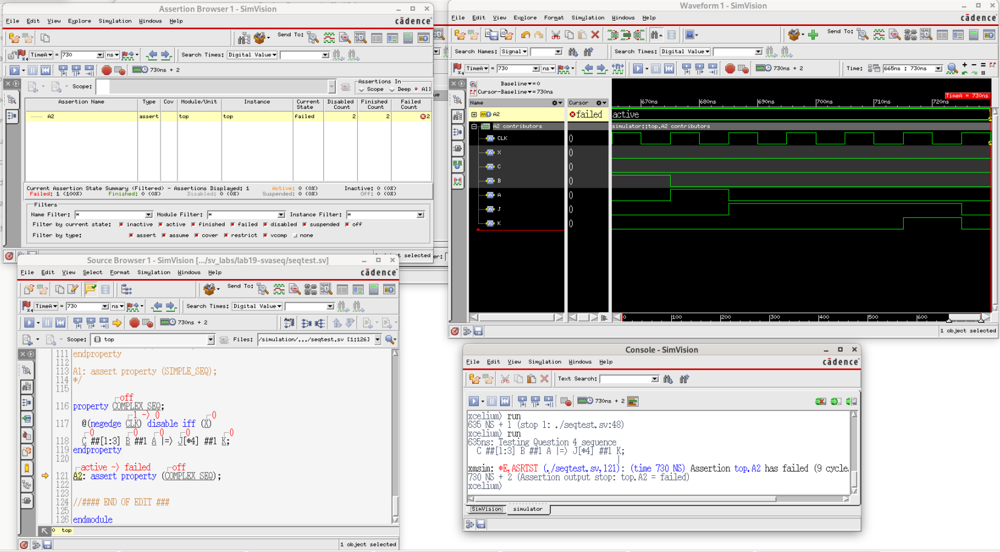 Assertion Browser 1 - SimVision
File Edit View Explore Simulation Windows Help
cādence
Send To:
TimeA = 730 ns
Search Times: Digital Value
730ns + 2
Scope:
Assertions In
Scope Deep All
Assertion Name Type Cov Module/Unit Instance Current State Disabled Count Finished Count Failed Count
A2 assert top top failed 2 2 2
Current Assertion State Summary (Filtered) - Assertions Displayed: 1 Active: 0 (0%) Inactive: 0 (0%)
Failed: 1 (100%) Finished: 0 (0%) Disabled: 0 (0%) Suspended: 0 (0%) Off: 0 (0%)
Filters
Name Filter: * Module Filter: * Instance Filter: *
Filter by current state: inactive active finished failed disabled suspended off
Filter by type: assert assume cover restrict vcomp none
selected
Source Browser 1 - SimVision [.../sv_labs/lab19-svaseq/seqtest.sv]
File Edit View Select Format Simulation Windows Help
cādence
Send To:
TimeA = 730 ns
Search Times: Digital Value
730ns + 2
Scope: top Files: /simulation/.../seqtest.sv [1:126]
111 endproperty
112
113 A1: assert property (SIMPLE_SEQ);
114 */
115
off
116 property COMPLEX_SEQ;
1 -> 0 0
117 @(negedge CLK) disable iff (X)
0 0 0 0 0
118 C ##[1:3] B ##1 A |=> J[*4] ##1 K;
119 endproperty
120
active -> failed off
121 A2: assert property (COMPLEX_SEQ);
122
123
124 //#### END OF EDIT ###
125
126 endmodule
0 top
1 object selected
Waveform 1 - SimVision
File Edit View Explore Format Simulation Windows Help
cādence
Send To:
Search Names: Signal
Search Times: Digital Value
TimeA = 730 ns
730ns + 2
Time: 665ns : 730ns
Baseline = 0
Cursor-Baseline = 730ns
TimeA = 730ns
Name Cursor 670ns 680ns 690ns 700ns 710ns 720ns
A2 failed active
A2 contributors simulator::top.A2 contributors
CLK 0
X 0
C 0
B 0
A 0
J 0
K 0
0 100 200 300 400 500 600
1 object selected
Console - SimVision
File Edit View Simulation Windows Help
cādence
Text Search:
730ns + 2
xcelium> run
635 NS + 1 (stop 1: ./seqtest.sv:48)
xcelium> run
635ns: Testing Question 4 sequence
C ##[1:3] B ##1 A |=> J[*4] ##1 K;
|
xmsim: *E,ASRTST (./seqtest.sv,121): (time 730 NS) Assertion top.A2 has failed (9 cycle
730 NS + 2 (Assertion output stop: top.A2 = failed)
xcelium>
SimVision simulator